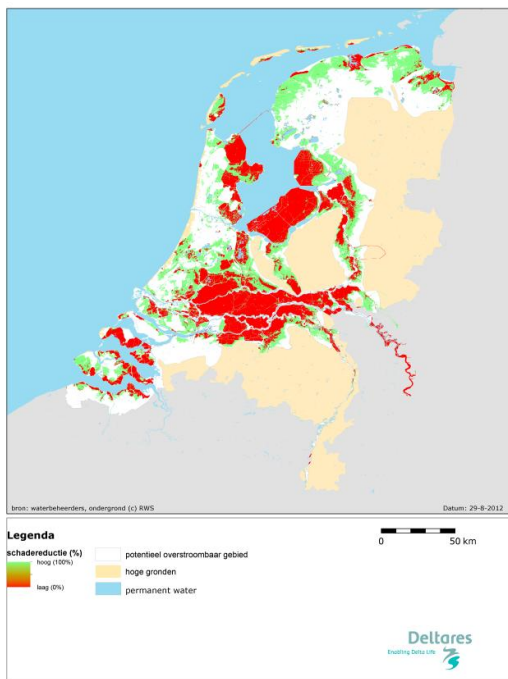 bron: waterbeheerders, ondergrond (c) RWS
Datum: 29-8-2012
Legenda
schadereductie (%)
hoog (100%)
laag (0%)
potentieel overstroombaar gebied
hoge gronden
permanent water
0 50 km
Deltares
Enabling Delta Life